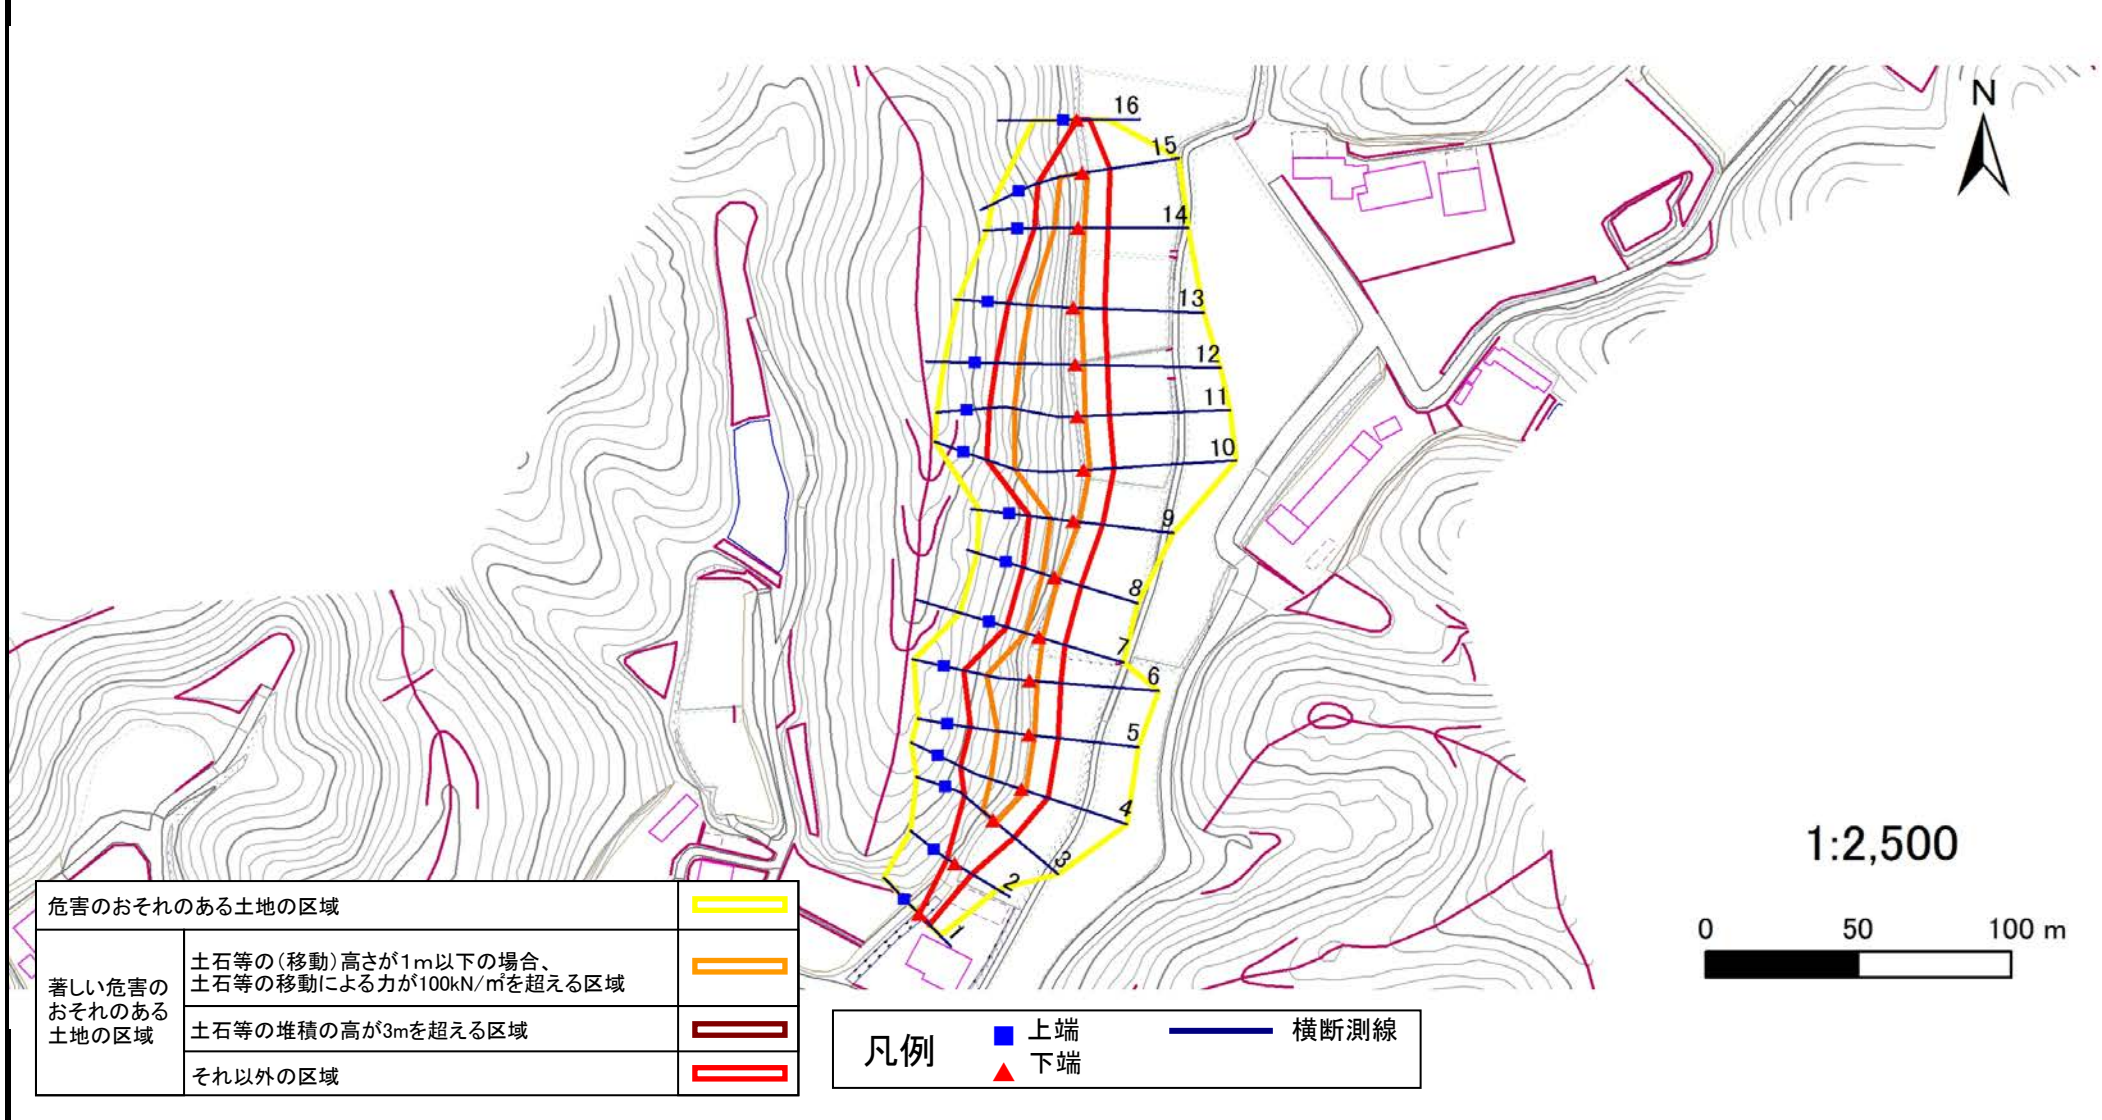 N
16
15
14
13
12
11
10
9
8
7
6
5
4
3
2
1
1:2,500
0 50 100 m
危害のおそれのある土地の区域
著しい危害の
おそれのある
土地の区域
土石等の(移動)高さが1m以下の場合、
土石等の移動による力が100kN/㎡を超える区域
土石等の堆積の高が3mを超える区域
それ以外の区域
凡例
上端
下端
横断測線